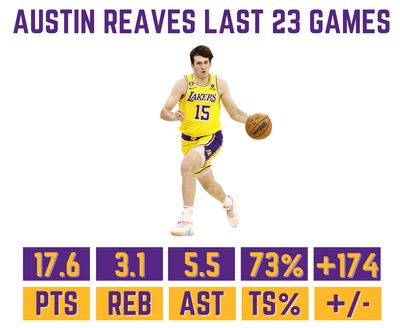 AUSTIN REAVES LAST 23 GAMES
LAKERS
15
17.6 3.1 5.5 73% +174
PTS REB AST TS% +/-